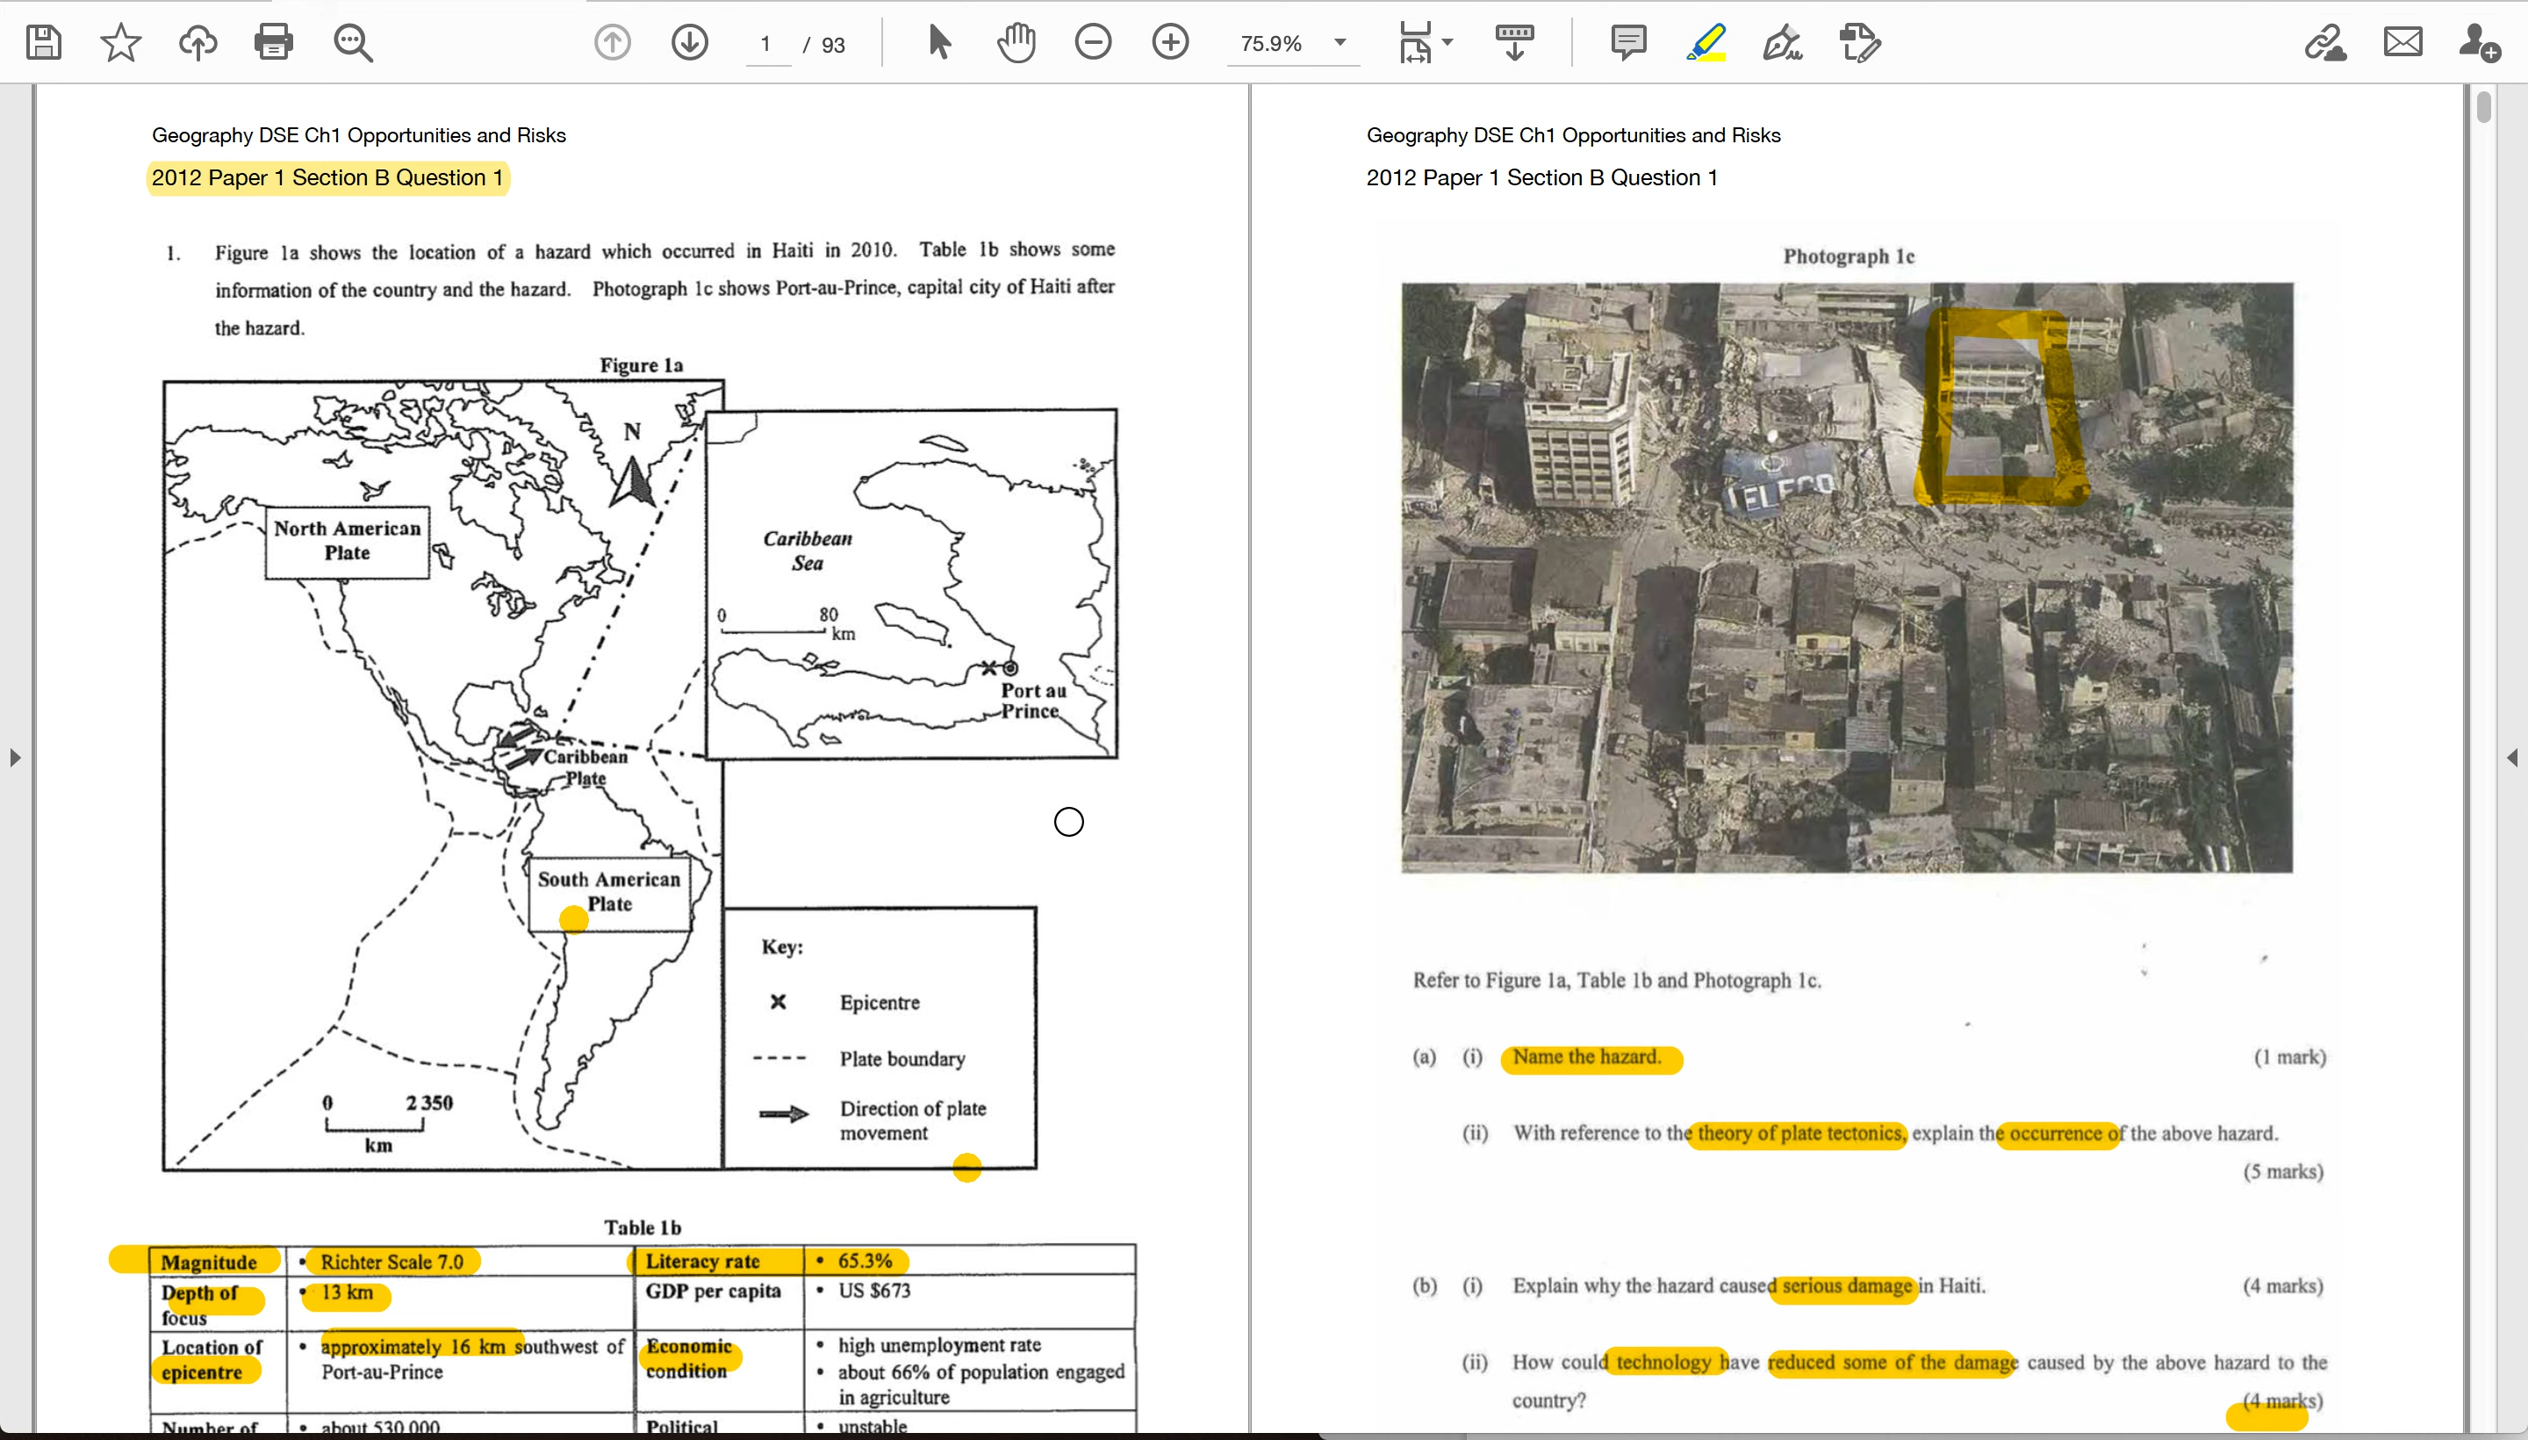 1 / 93
75.9%
Geography DSE Ch1 Opportunities and Risks
2012 Paper 1 Section B Question 1
1. Figure 1a shows the location of a hazard which occurred in Haiti in 2010. Table 1b shows some
information of the country and the hazard. Photograph 1c shows Port-au-Prince, capital city of Haiti after
the hazard.
Figure 1a
N
North American
Plate
Caribbean
Sea
0 80
km
Port au
Prince
Caribbean
Plate
South American
Plate
Key:
Epicentre
Plate boundary
Direction of plate
movement
0 2 350
km
Table 1b
Magnitude • Richter Scale 7.0 Literacy rate • 65.3%
Depth of • 13 km GDP per capita • US $673
focus
Location of • approximately 16 km southwest of Economic • high unemployment rate
epicentre Port-au-Prince condition • about 66% of population engaged
in agriculture
Number of • about 530 000 Political • unstable
Geography DSE Ch1 Opportunities and Risks
2012 Paper 1 Section B Question 1
Photograph 1c
TELECO
Refer to Figure 1a, Table 1b and Photograph 1c.
(a) (i) Name the hazard. (1 mark)
(ii) With reference to the theory of plate tectonics, explain the occurrence of the above hazard.
(5 marks)
(b) (i) Explain why the hazard caused serious damage in Haiti. (4 marks)
(ii) How could technology have reduced some of the damage caused by the above hazard to the
country?
(4 marks)